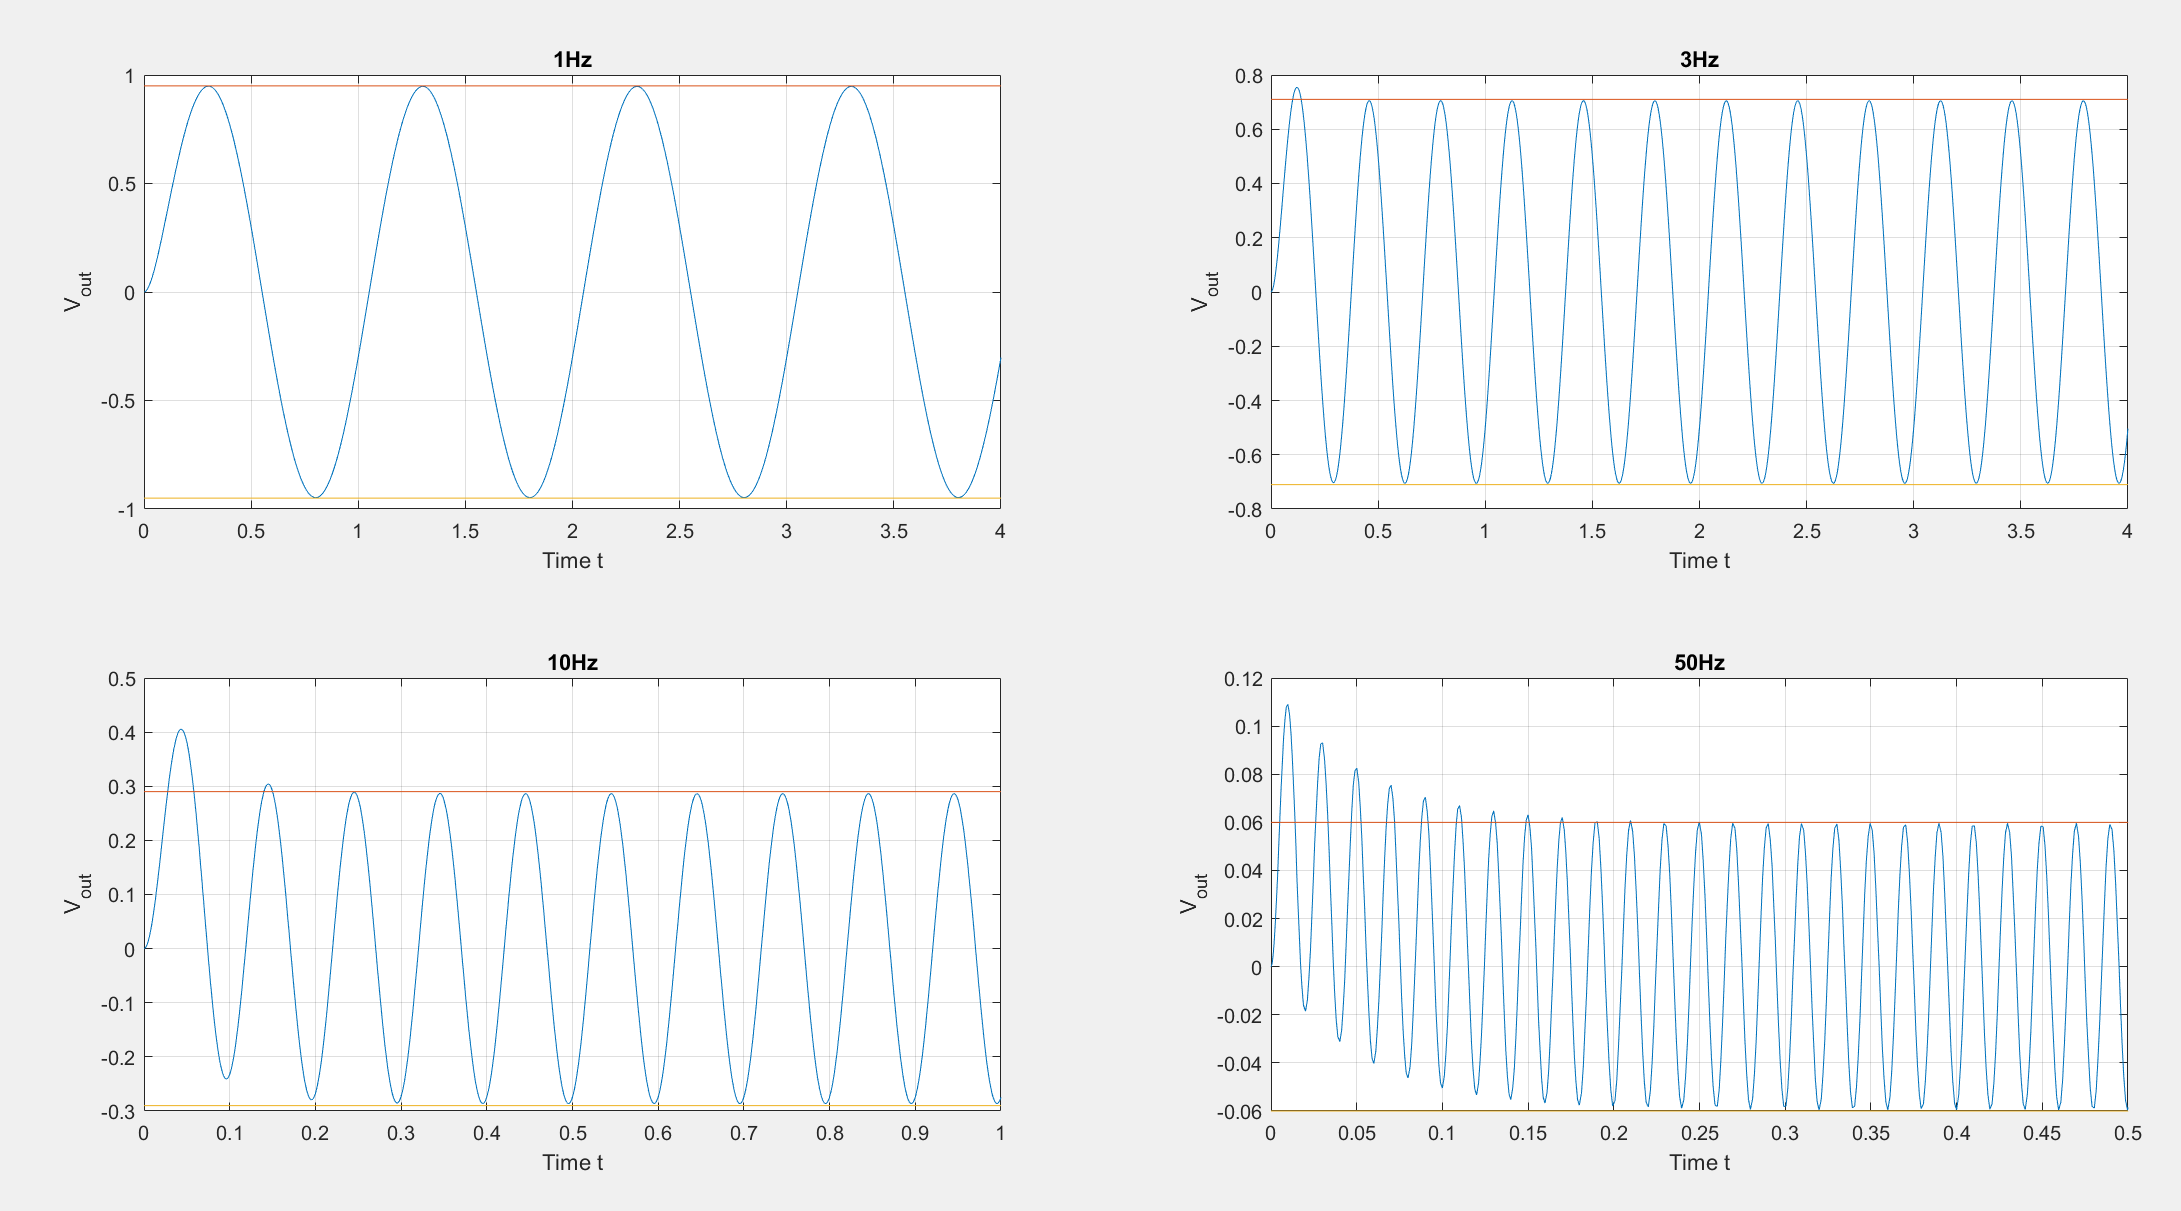 1Hz
1
0.5
0
-0.5
-1
V_out
0 0.5 1 1.5 2 2.5 3 3.5 4
Time t
3Hz
0.8
0.6
0.4
0.2
0
-0.2
-0.4
-0.6
-0.8
V_out
0 0.5 1 1.5 2 2.5 3 3.5 4
Time t
10Hz
0.5
0.4
0.3
0.2
0.1
0
-0.1
-0.2
-0.3
V_out
0 0.1 0.2 0.3 0.4 0.5 0.6 0.7 0.8 0.9 1
Time t
50Hz
0.12
0.1
0.08
0.06
0.04
0.02
0
-0.02
-0.04
-0.06
V_out
0 0.05 0.1 0.15 0.2 0.25 0.3 0.35 0.4 0.45 0.5
Time t